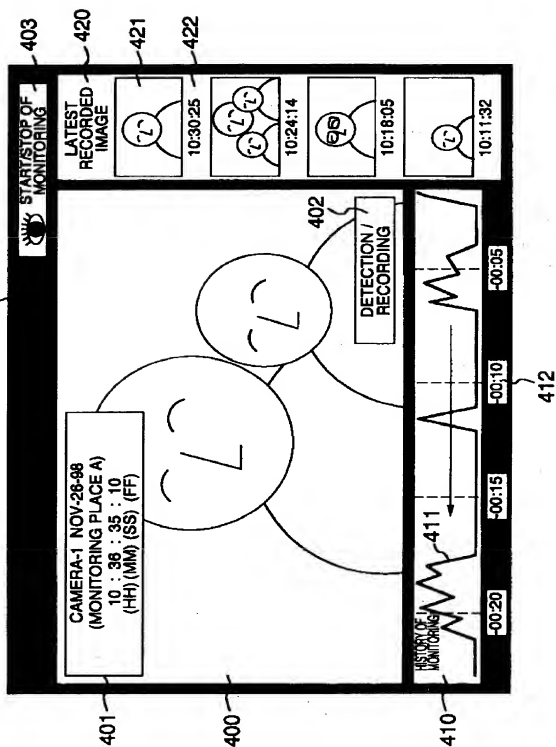 403
START/STOP OF
MONITORING
LATEST
RECORDED
IMAGE
420
421
10:30:25
422
10:24:14
10:18:05
10:11:32
CAMERA-1 NOV-26-98
(MONITORING PLACE A)
10 : 36 : 35 : 10
(HH) (MM) (SS) (FF)
401
400
402
DETECTION /
RECORDING
HISTORY OF
MONITORING
411
410
-00:20
-00:15
-00:10
-00:05
412